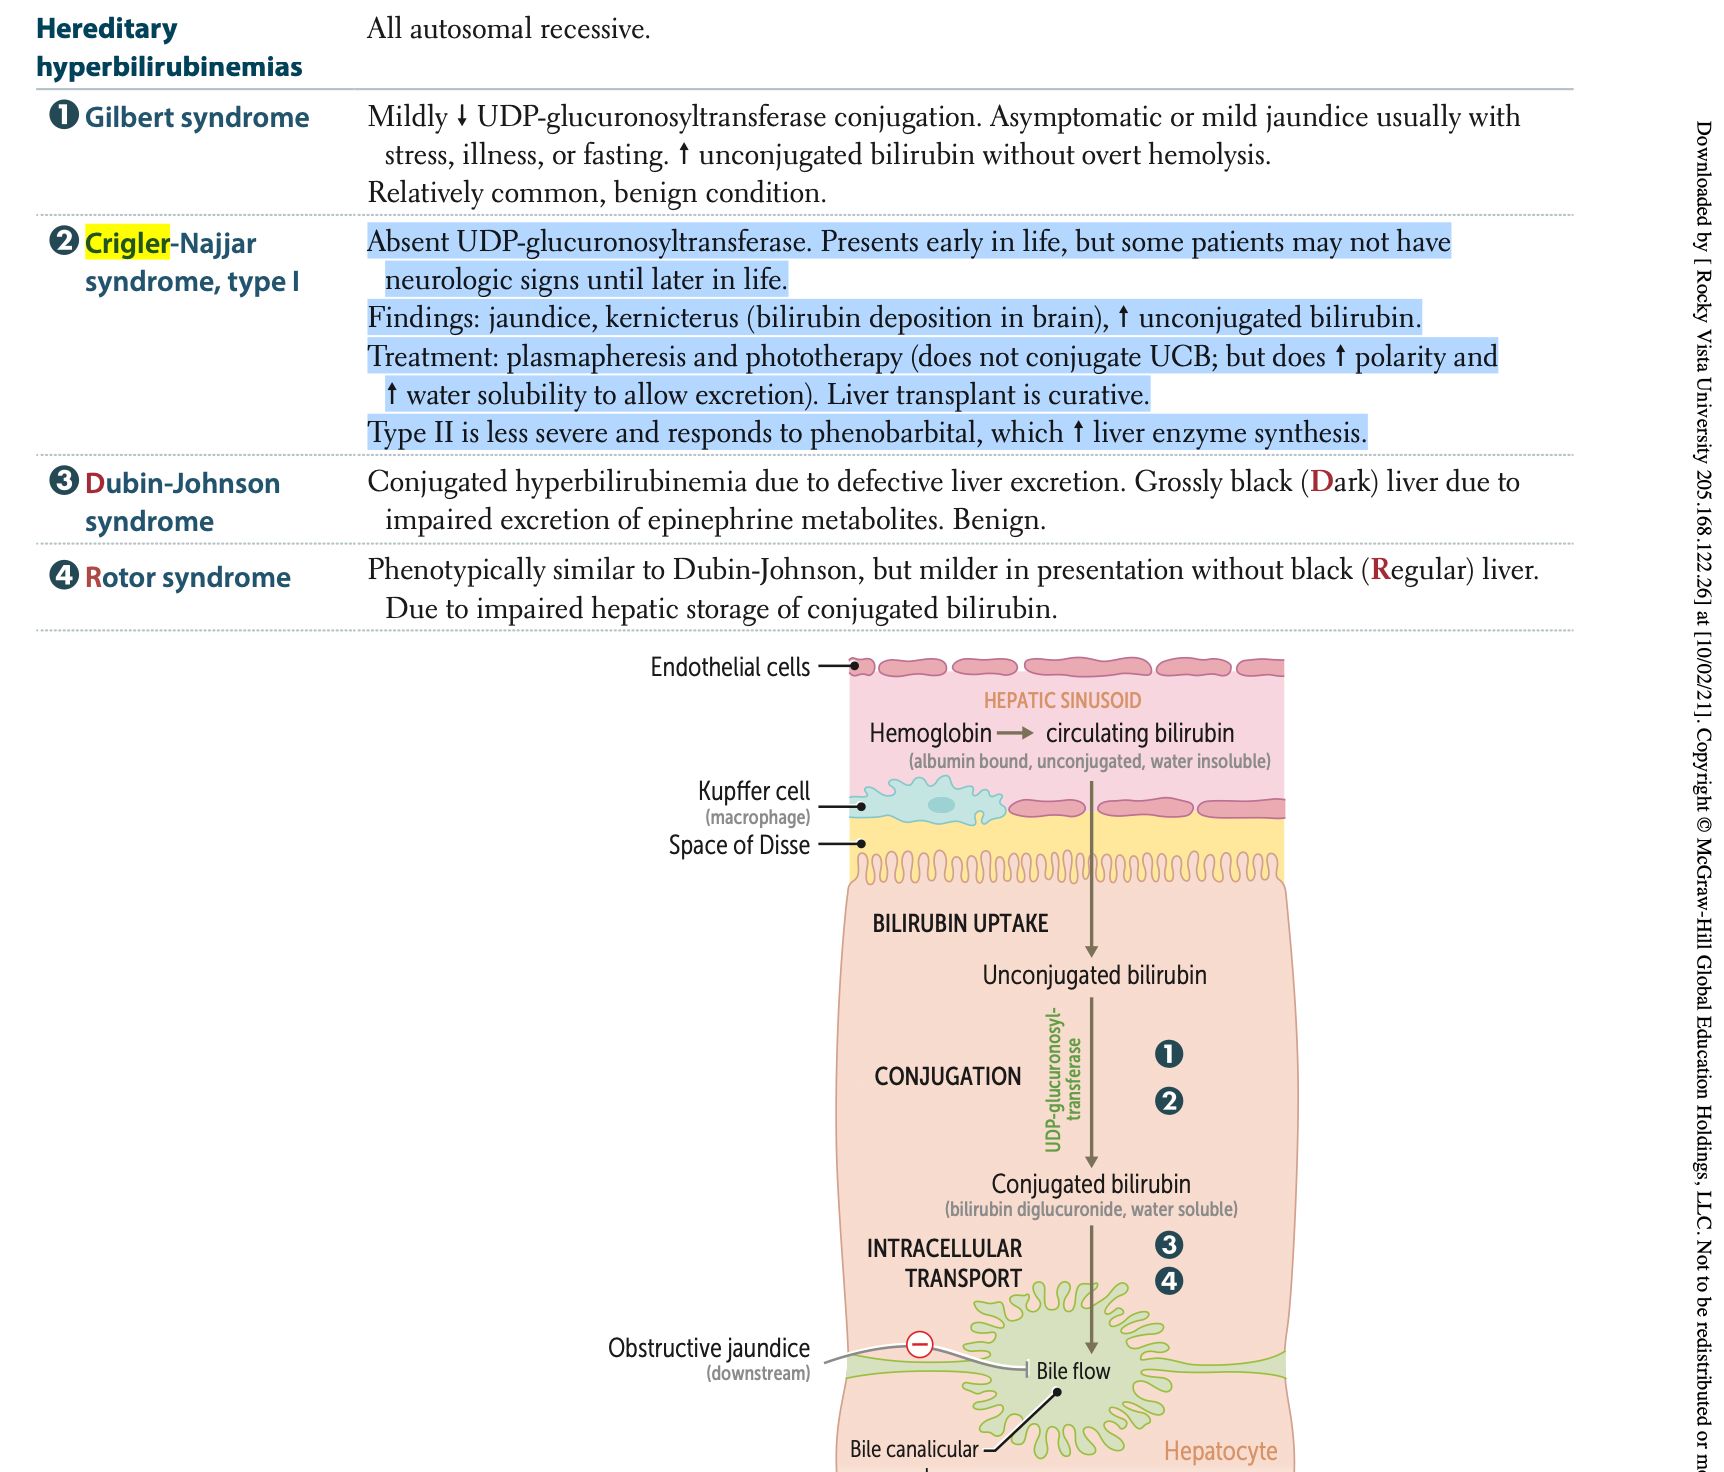 Hereditary
hyperbilirubinemias
All autosomal recessive.
❶ Gilbert syndrome
Mildly ↓ UDP-glucuronosyltransferase conjugation. Asymptomatic or mild jaundice usually with
stress, illness, or fasting. ↑ unconjugated bilirubin without overt hemolysis.
Relatively common, benign condition.
❷ Crigler-Najjar
syndrome, type I
Absent UDP-glucuronosyltransferase. Presents early in life, but some patients may not have
neurologic signs until later in life.
Findings: jaundice, kernicterus (bilirubin deposition in brain), ↑ unconjugated bilirubin.
Treatment: plasmapheresis and phototherapy (does not conjugate UCB; but does ↑ polarity and
↑ water solubility to allow excretion). Liver transplant is curative.
Type II is less severe and responds to phenobarbital, which ↑ liver enzyme synthesis.
❸ Dubin-Johnson
syndrome
Conjugated hyperbilirubinemia due to defective liver excretion. Grossly black (Dark) liver due to
impaired excretion of epinephrine metabolites. Benign.
❹ Rotor syndrome
Phenotypically similar to Dubin-Johnson, but milder in presentation without black (Regular) liver.
Due to impaired hepatic storage of conjugated bilirubin.
Endothelial cells
HEPATIC SINUSOID
Hemoglobin → circulating bilirubin
(albumin bound, unconjugated, water insoluble)
Kupffer cell
(macrophage)
Space of Disse
BILIRUBIN UPTAKE
Unconjugated bilirubin
UDP-glucuronosyl-
transferase
CONJUGATION
❶
❷
Conjugated bilirubin
(bilirubin diglucuronide, water soluble)
INTRACELLULAR
TRANSPORT
❸
❹
Obstructive jaundice
(downstream)
Bile flow
Bile canalicular
Hepatocyte
Downloaded by [ Rocky Vista University 205.168.122.26] at [10/02/21]. Copyright © McGraw-Hill Global Education Holdings, LLC. Not to be redistributed or